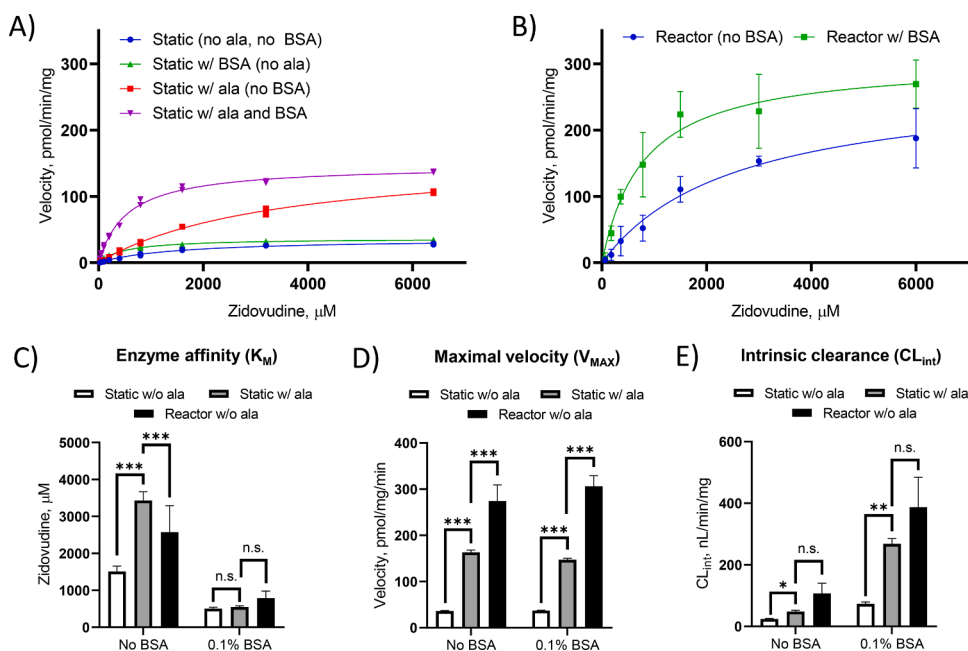 A)
Static (no ala, no BSA)
Static w/ BSA (no ala)
Static w/ ala (no BSA)
Static w/ ala and BSA
Velocity, pmol/min/mg
300
200
100
0
0 2000 4000 6000
Zidovudine, μM
B)
Reactor (no BSA) Reactor w/ BSA
Velocity, pmol/min/mg
300
200
100
0
0 2000 4000 6000
Zidovudine, μM
C) Enzyme affinity (KM)
Static w/o ala Static w/ ala
Reactor w/o ala
Zidovudine, μM
5000
4000
3000
2000
1000
0
*** ***
n.s. n.s.
No BSA 0.1% BSA
D) Maximal velocity (VMAX)
Static w/o ala Static w/ ala
Reactor w/o ala
Velocity, pmol/mg/min
400
300
200
100
0
*** ***
*** ***
No BSA 0.1% BSA
E) Intrinsic clearance (CLint)
Static w/o ala Static w/ ala
Reactor w/o ala
CLint, nL/min/mg
600
400
200
0
* n.s.
** n.s.
No BSA 0.1% BSA